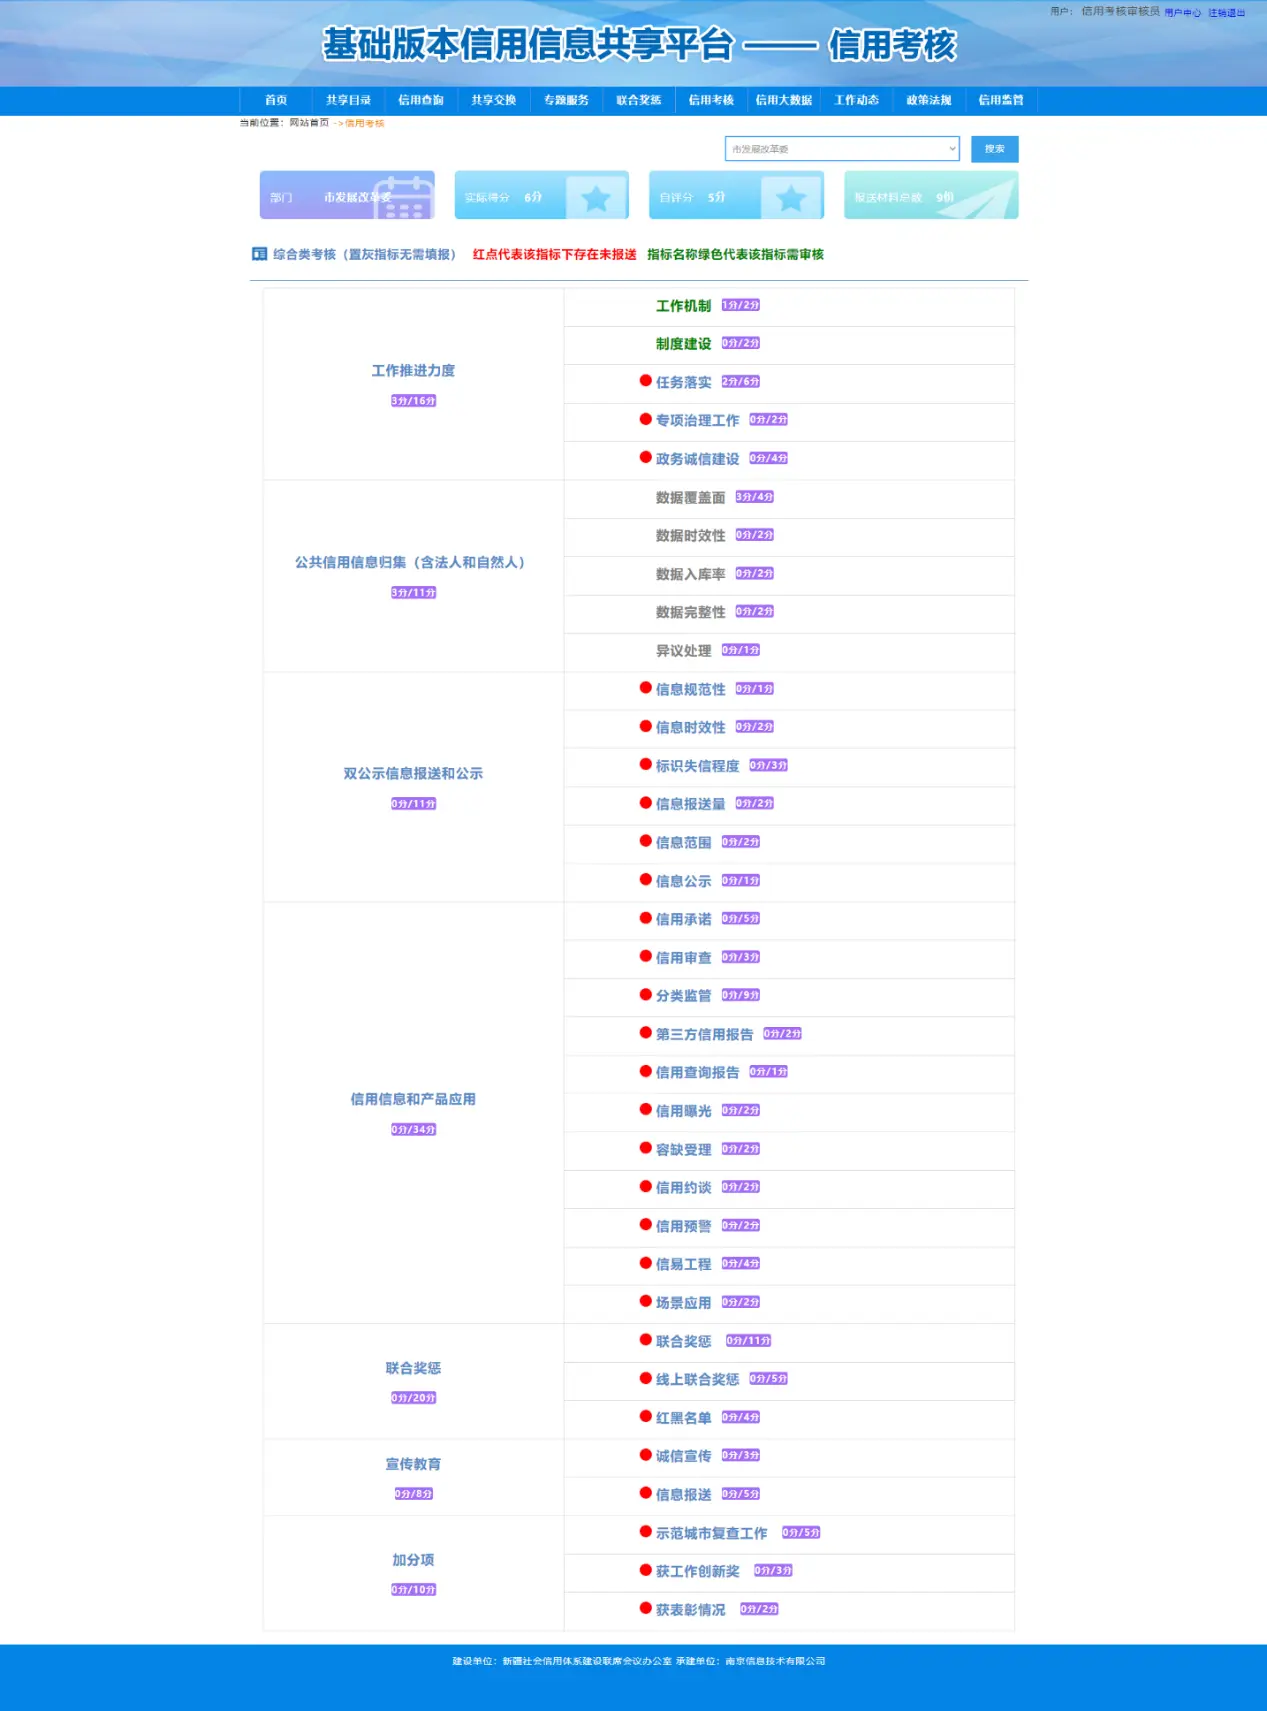 用户： 信用考核审核员 用户中心 注销退出
基础版本信用信息共享平台 —— 信用考核
首页 共享目录 信用查询 共享交换 专题服务 联合奖惩 信用考核 信用大数据 工作动态 政策法规 信用监管
当前位置：网站首页 ->信用考核
市发展改革委 搜索
部门 市发展改革委 实际得分 6分 自评分 5分 报送材料总数 9份
综合类考核（置灰指标无需填报） 红点代表该指标下存在未报送 指标名称绿色代表该指标需审核
工作推进力度
3分/16分
工作机制 1分/2分
制度建设 0分/2分
任务落实 2分/6分
专项治理工作 0分/2分
政务诚信建设 0分/4分
公共信用信息归集（含法人和自然人）
3分/11分
数据覆盖面 3分/4分
数据时效性 0分/2分
数据入库率 0分/2分
数据完整性 0分/2分
异议处理 0分/1分
双公示信息报送和公示
0分/11分
信息规范性 0分/1分
信息时效性 0分/2分
标识失信程度 0分/3分
信息报送量 0分/2分
信息范围 0分/2分
信息公示 0分/1分
信用信息和产品应用
0分/34分
信用承诺 0分/5分
信用审查 0分/3分
分类监管 0分/9分
第三方信用报告 0分/2分
信用查询报告 0分/1分
信用曝光 0分/2分
容缺受理 0分/2分
信用约谈 0分/2分
信用预警 0分/2分
信易工程 0分/4分
场景应用 0分/2分
联合奖惩
0分/20分
联合奖惩 0分/11分
线上联合奖惩 0分/5分
红黑名单 0分/4分
宣传教育
0分/8分
诚信宣传 0分/3分
信息报送 0分/5分
加分项
0分/10分
示范城市复查工作 0分/5分
获工作创新奖 0分/3分
获表彰情况 0分/2分
建设单位：新疆社会信用体系建设联席会议办公室 承建单位：南京信息技术有限公司